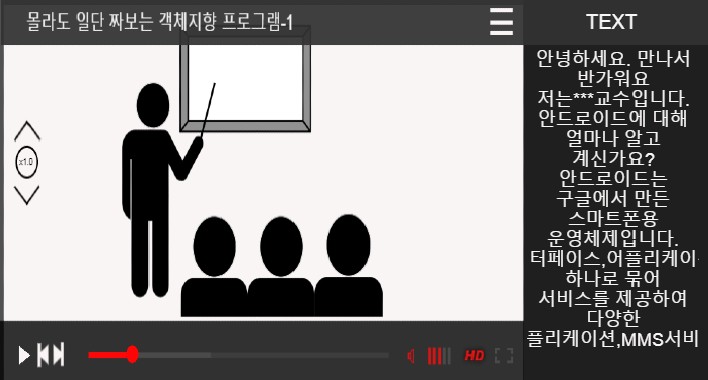 몰라도 일단 짜보는 객체지향 프로그램-1
TEXT
x1.0
안녕하세요. 만나서
반가워요
저는***교수입니다.
안드로이드에 대해
얼마나 알고
계신가요?
안드로이드는
구글에서 만든
스마트폰용
운영체제입니다.
터페이스,어플리케이
하나로 묶어
서비스를 제공하여
다양한
플리케이션,MMS서비
HD